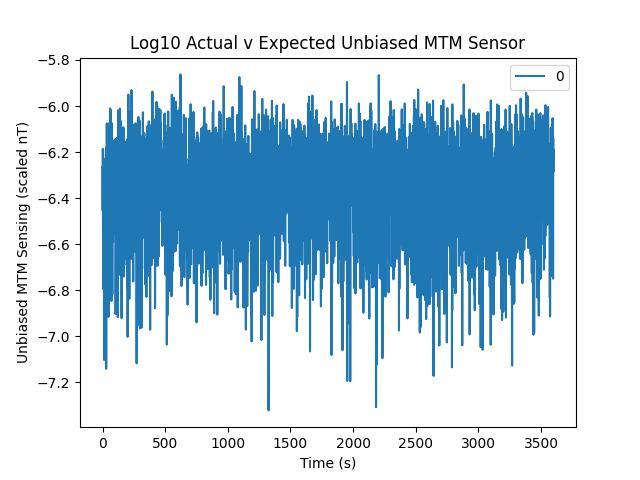 Log10 Actual v Expected Unbiased MTM Sensor
0
Unbiased MTM Sensing (scaled nT)
−5.8
−6.0
−6.2
−6.4
−6.6
−6.8
−7.0
−7.2
0 500 1000 1500 2000 2500 3000 3500
Time (s)